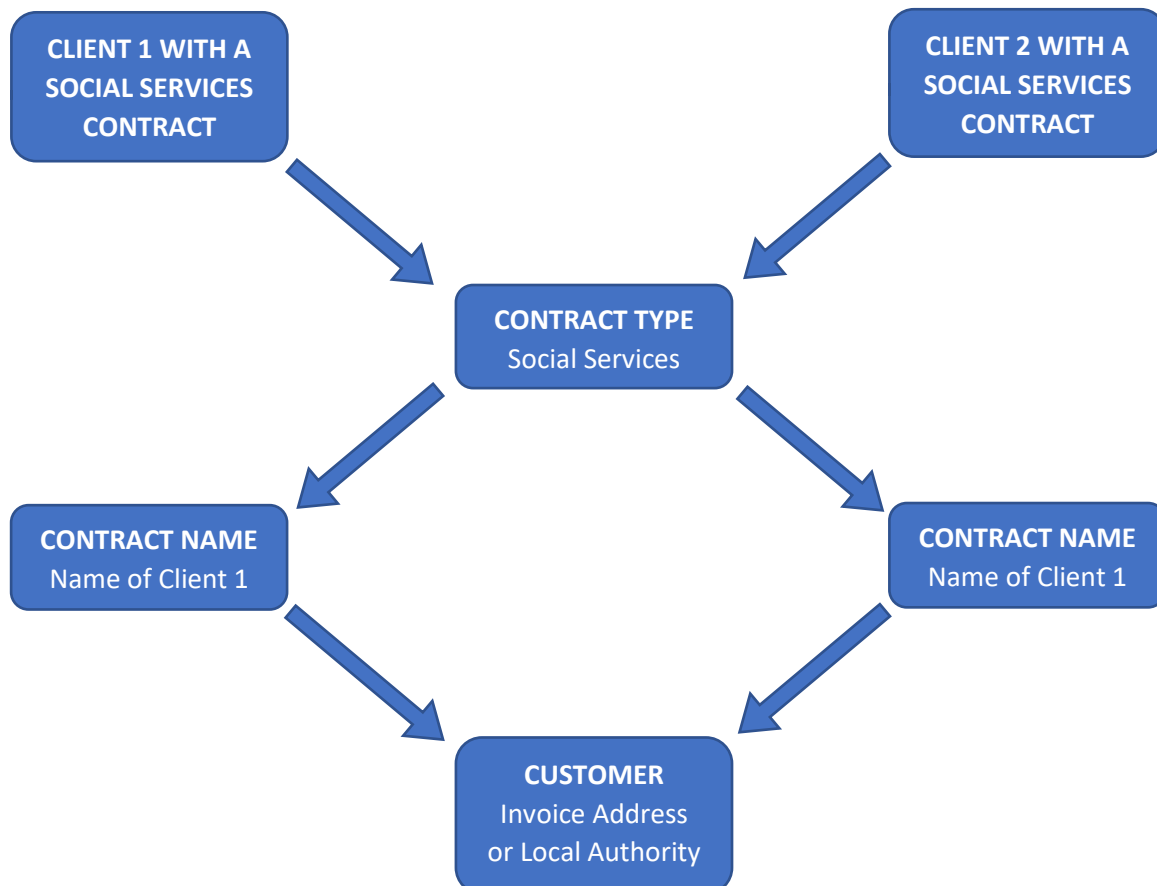 CLIENT 1 WITH A
SOCIAL SERVICES
CONTRACT
CLIENT 2 WITH A
SOCIAL SERVICES
CONTRACT
CONTRACT TYPE
Social Services
CONTRACT NAME
Name of Client 1
CONTRACT NAME
Name of Client 1
CUSTOMER
Invoice Address
or Local Authority